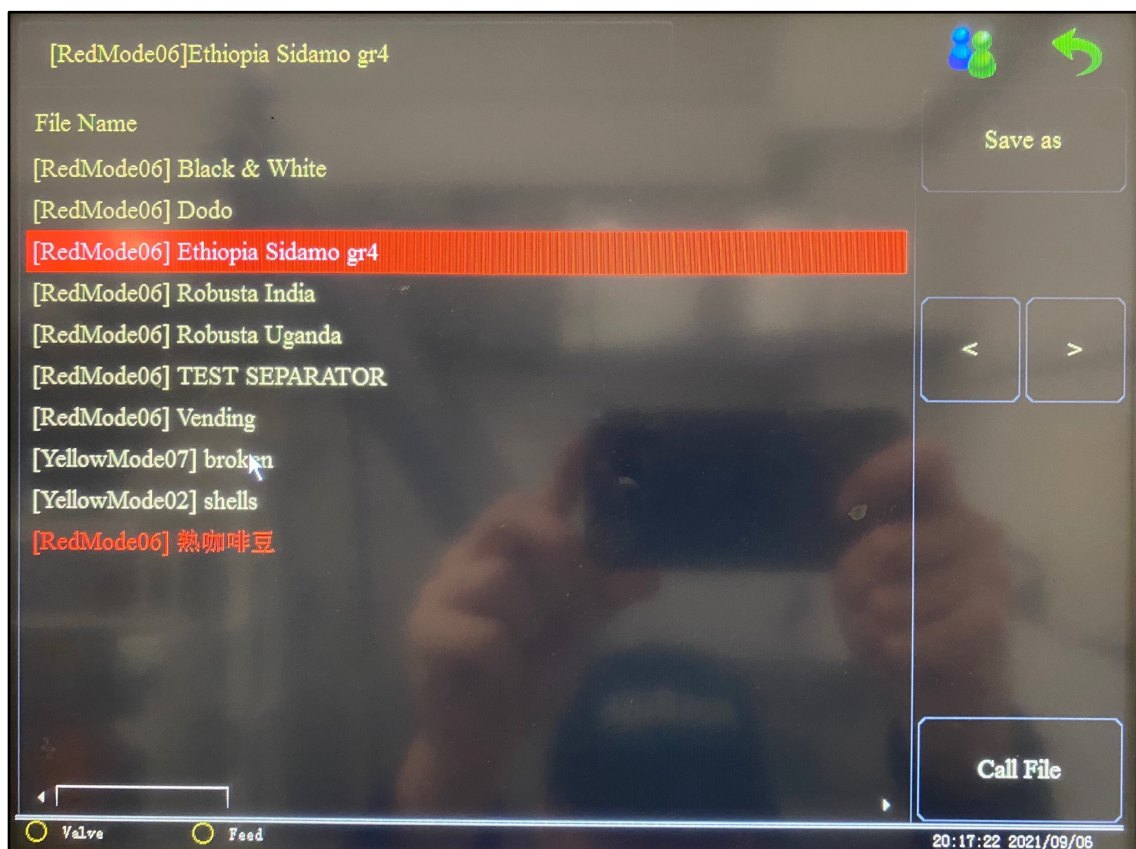 [RedMode06]Ethiopia Sidamo gr4
File Name
Save as
[RedMode06] Black & White
[RedMode06] Dodo
[RedMode06] Ethiopia Sidamo gr4
[RedMode06] Robusta India
[RedMode06] Robusta Uganda
< >
[RedMode06] TEST SEPARATOR
[RedMode06] Vending
[YellowMode07] broken
[YellowMode02] shells
[RedMode06] 熟咖啡豆
Call File
Valve Feed
20:17:22 2021/09/06